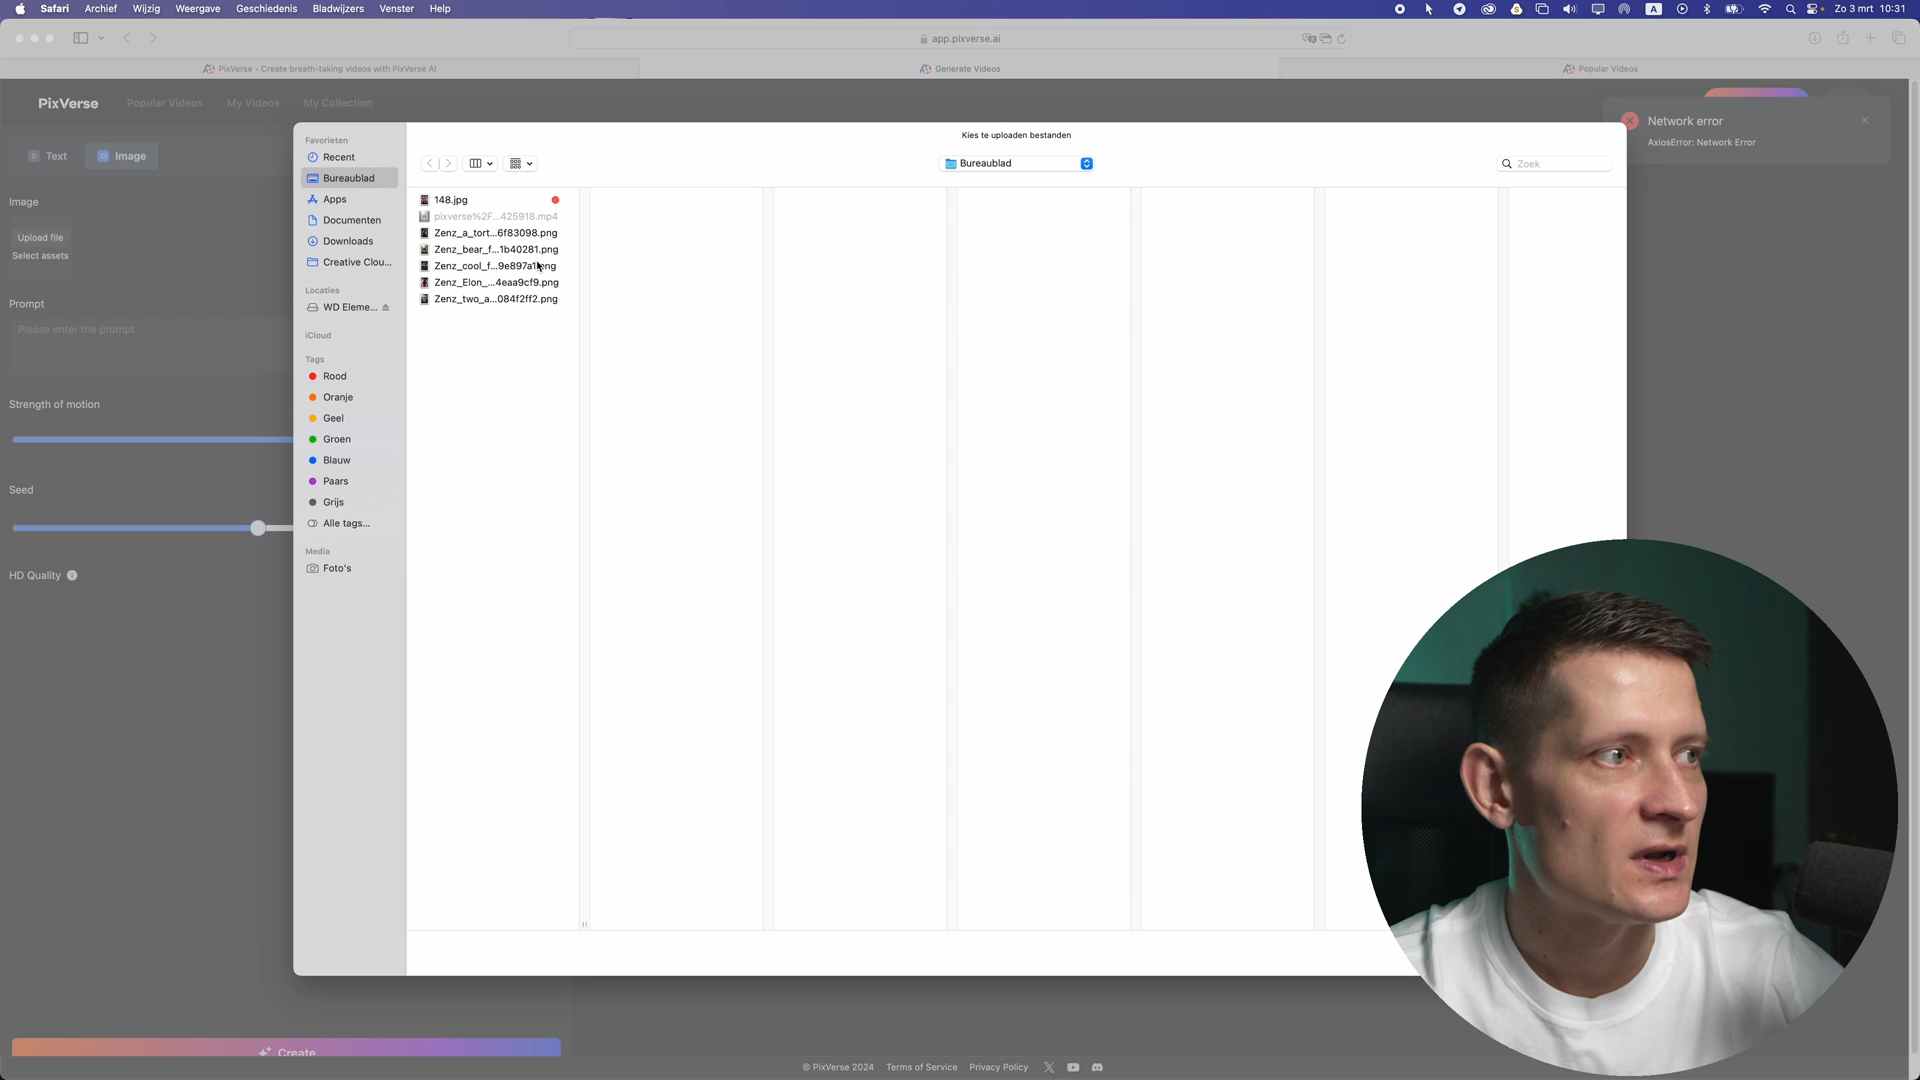 Safari Archief Wijzig Weergave Geschiedenis Bladwijzers Venster Help
A Zo 3 mrt 10:31
app.pixverse.ai
PixVerse - Create breath-taking videos with PixVerse AI
Generate Videos
Popular Videos
PixVerse Popular Videos My Videos My Collection
Network error
AxiosError: Network Error
Text Image
Image
Upload file
Select assets
Prompt
Please enter the prompt
Strength of motion
Seed
HD Quality
Create
Favorieten
Recent
Bureaublad
Apps
Documenten
Downloads
Creative Clou...
Locaties
WD Eleme...
iCloud
Tags
Rood
Oranje
Geel
Groen
Blauw
Paars
Grijs
Alle tags...
Media
Foto's
Kies te uploaden bestanden
Bureaublad
Zoek
148.jpg
pixverse%2F...425918.mp4
Zenz_a_tort...6f83098.png
Zenz_bear_f...1b40281.png
Zenz_Elon_...4eaa9cf9.png
Zenz_two_a...084f2ff2.png
© PixVerse 2024 Terms of Service Privacy Policy